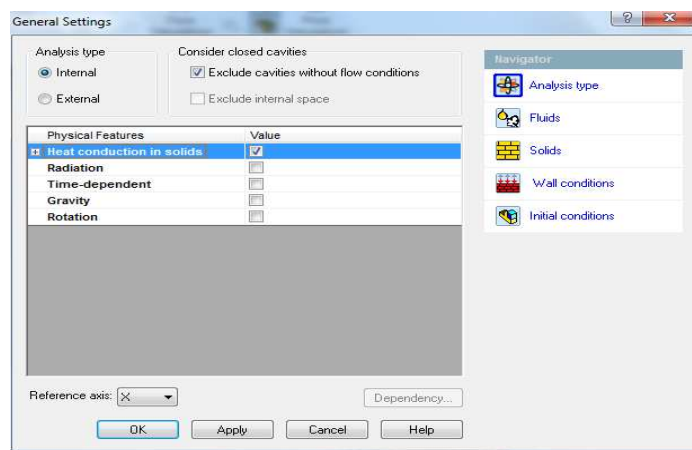 General Settings
Analysis type
Internal
External
Consider closed cavities
Exclude cavities without flow conditions
Exclude internal space
Physical Features Value
Heat conduction in solids
Radiation
Time-dependent
Gravity
Rotation
Reference axis: X
Dependency...
OK Apply Cancel Help
Navigator
Analysis type
Fluids
Solids
Wall conditions
Initial conditions